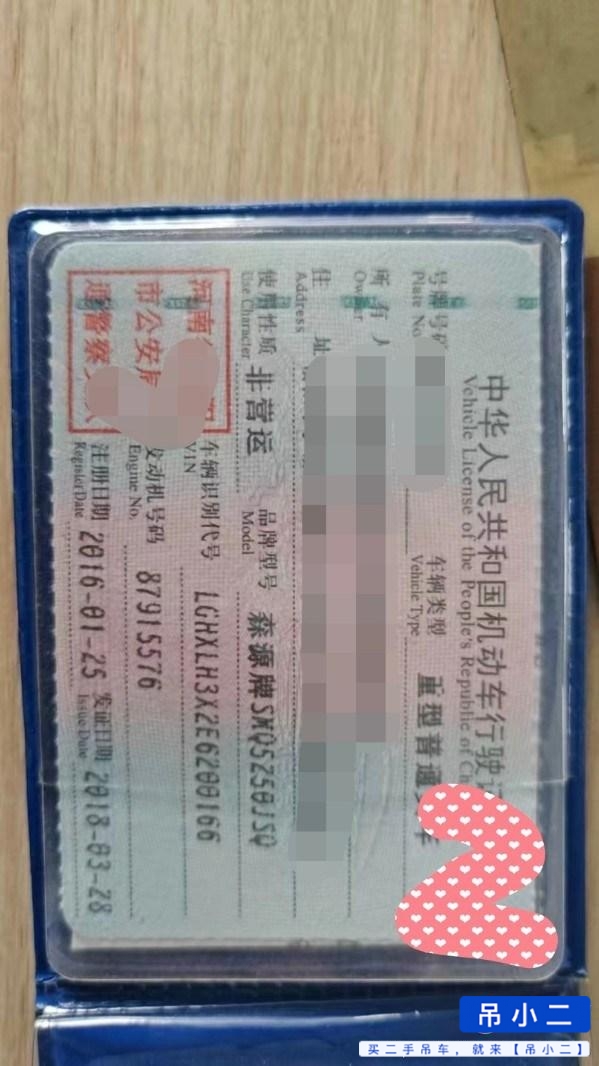 中华人民共和国机动车行驶
Vehicle License of the People's Republic of Ch
号牌号码
Plate No.
车辆类型
Vehicle Type
重型普通
所有人
Owner
住址
Address
使用性质
Use Character
非营运
品牌型号
Model
森源牌SMQ5250JSQ
车辆识别代号
VIN
LGHXLH3X2E6200166
发动机号码
Engine No.
87915576
注册日期
Register Date
2016-01-25
发证日期
Issue Date
2018-03-28
河南
市公安
通警察
吊小二
买二手吊车，就来【吊小二】